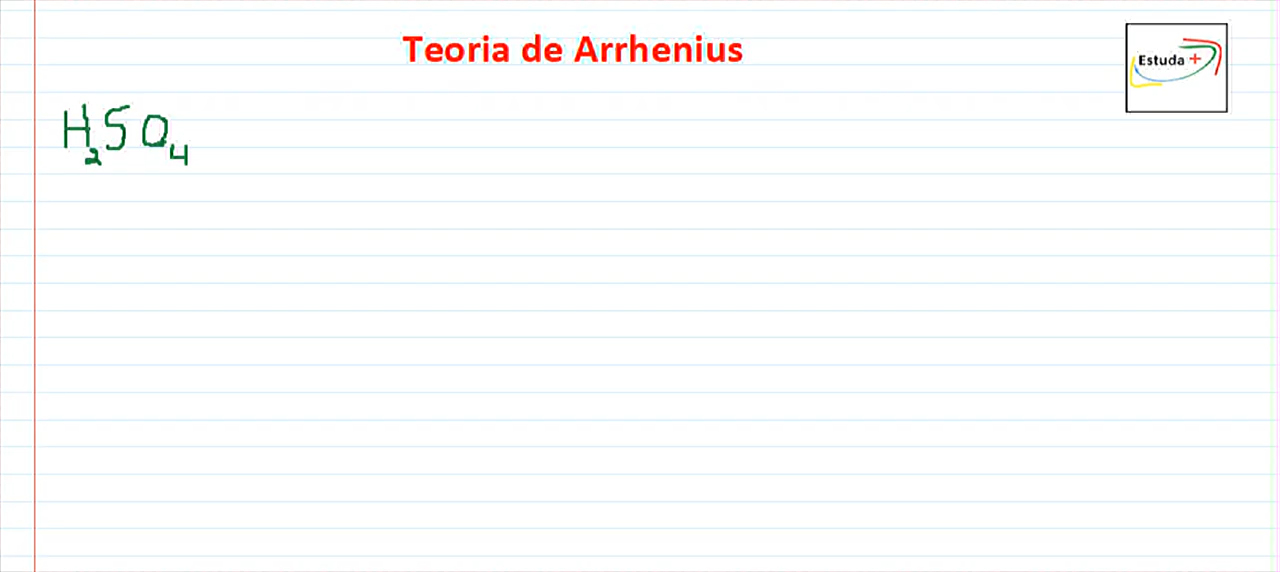 Teoria de Arrhenius
Estuda +
H₂SO₄